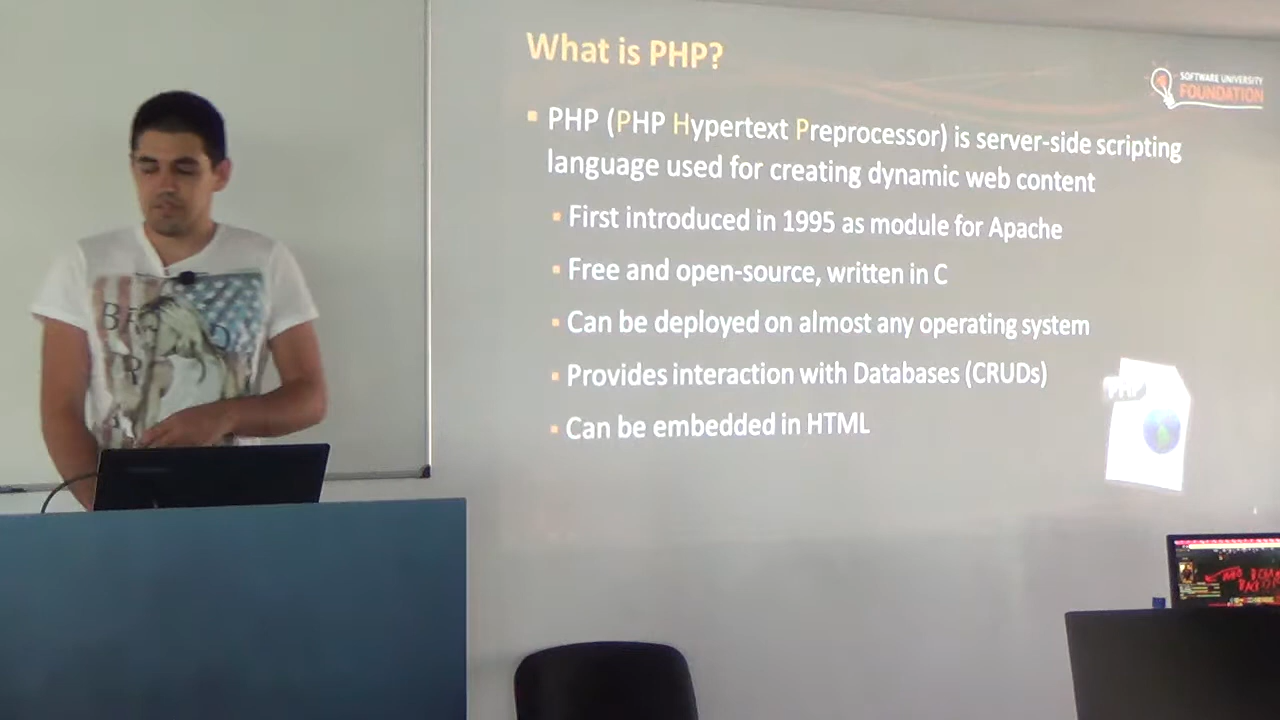 What is PHP?
SOFTWARE UNIVERSITY
FOUNDATION
PHP (PHP Hypertext Preprocessor) is server-side scripting
language used for creating dynamic web content
First introduced in 1995 as module for Apache
Free and open-source, written in C
Can be deployed on almost any operating system
Provides interaction with Databases (CRUDs)
Can be embedded in HTML
PHP